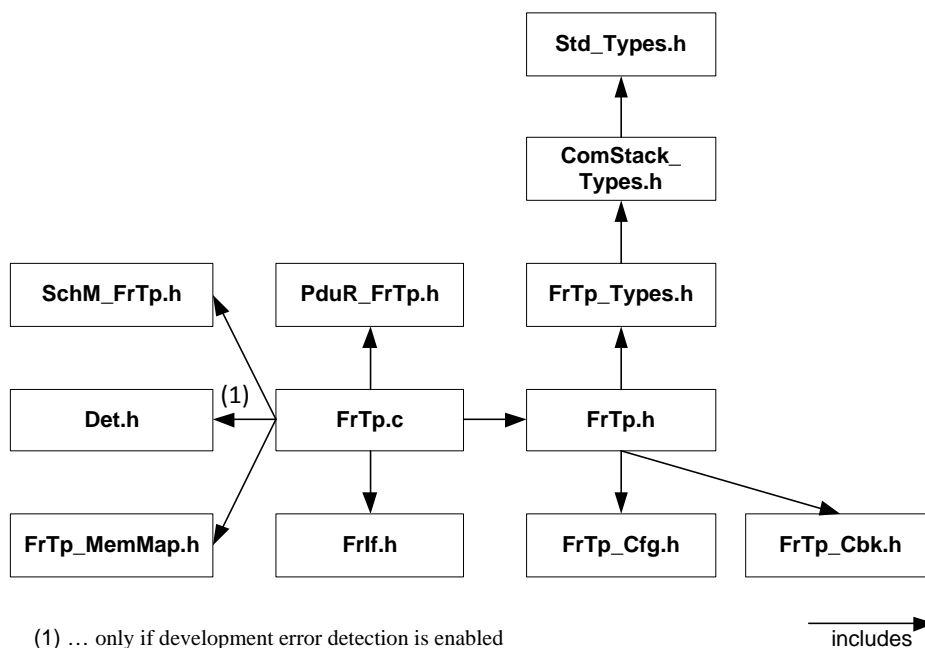 Std_Types.h
ComStack_
Types.h
SchM_FrTp.h
PduR_FrTp.h
FrTp_Types.h
(1)
Det.h
FrTp.c
FrTp.h
FrTp_MemMap.h
FrIf.h
FrTp_Cfg.h
FrTp_Cbk.h
(1) … only if development error detection is enabled
includes